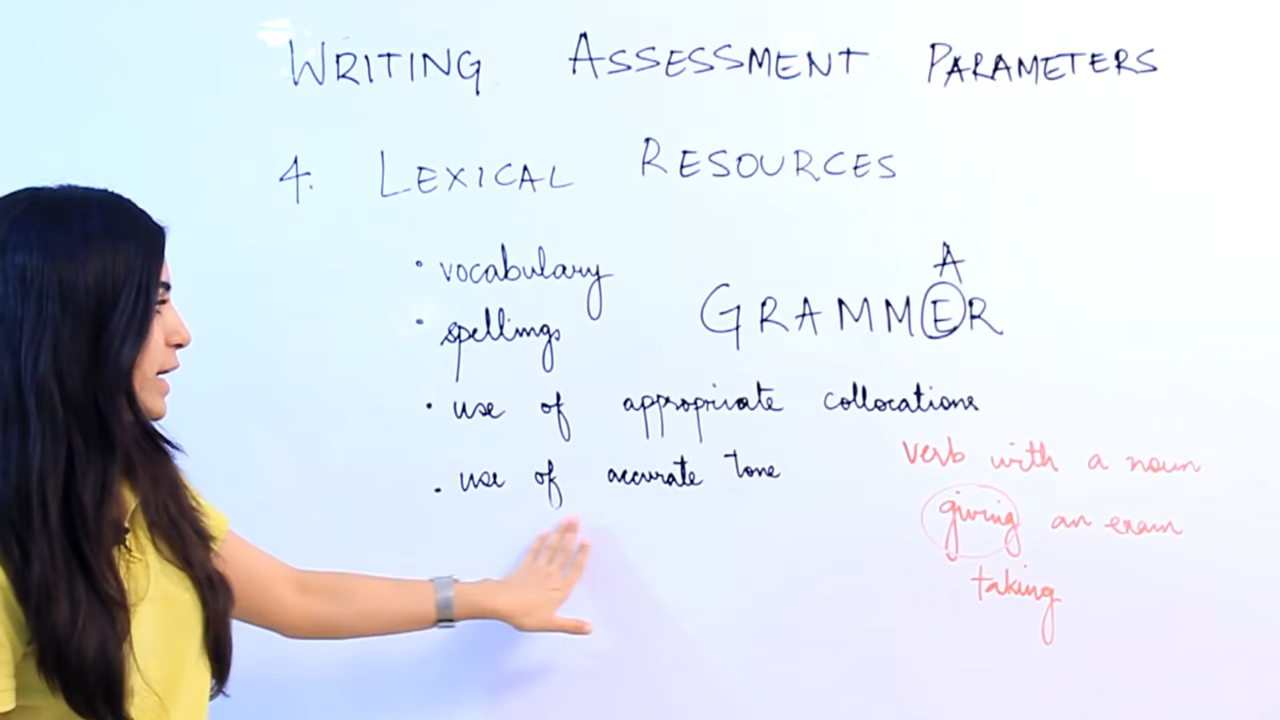 WRITING ASSESSMENT PARAMETERS
4. LEXICAL RESOURCES
• vocabulary
• spellings
A
GRAMMER
• use of appropriate collocations
• use of accurate tone
verb with a noun
giving an exam
taking